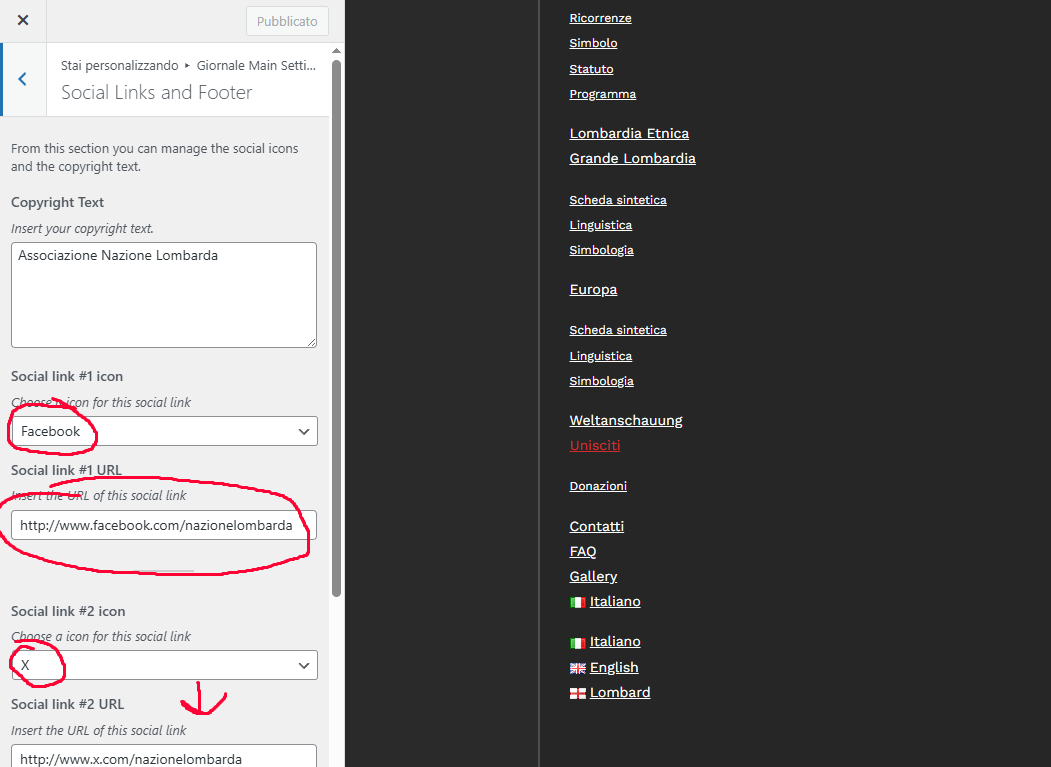 Pubblicato
Stai personalizzando ▸ Giornale Main Setti...
Social Links and Footer
From this section you can manage the social icons
and the copyright text.
Copyright Text
Insert your copyright text.
Associazione Nazione Lombarda
Social link #1 icon
Choose a icon for this social link
Facebook
Social link #1 URL
Insert the URL of this social link
http://www.facebook.com/nazionelombarda
Social link #2 icon
Choose a icon for this social link
X
Social link #2 URL
Insert the URL of this social link
http://www.x.com/nazionelombarda
Ricorrenze
Simbolo
Statuto
Programma
Lombardia Etnica
Grande Lombardia
Scheda sintetica
Linguistica
Simbologia
Europa
Scheda sintetica
Linguistica
Simbologia
Weltanschauung
Unisciti
Donazioni
Contatti
FAQ
Gallery
Italiano
Italiano
English
Lombard